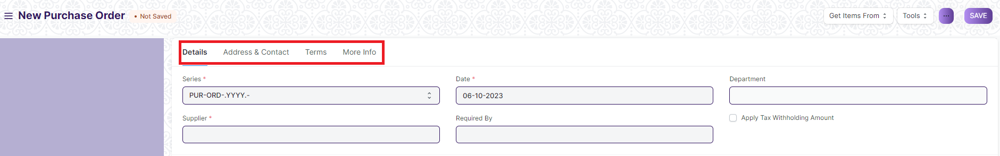 New Purchase Order • Not Saved Get Items From Tools ... SAVE
Details Address & Contact Terms More Info
Series * Date * Department
PUR-ORD-.YYYY.- 06-10-2023
Supplier * Required By Apply Tax Withholding Amount